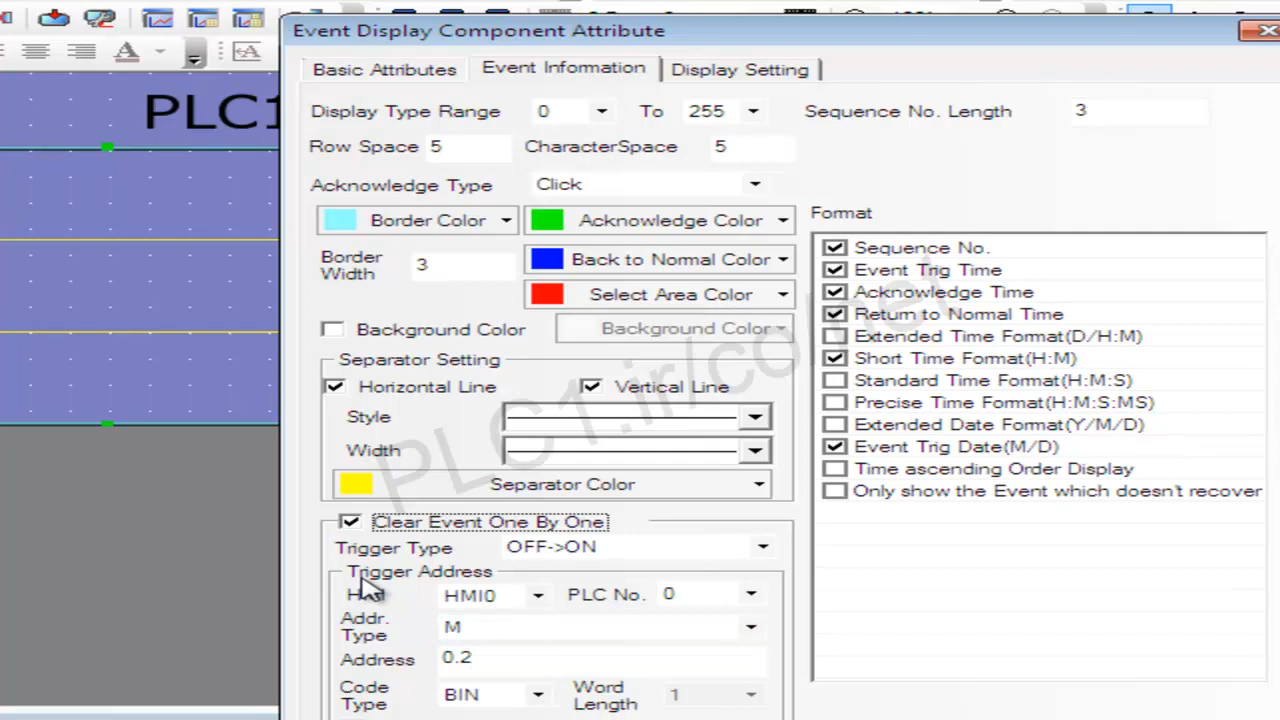 Event Display Component Attribute
Basic Attributes Event Information Display Setting
PLC1
Display Type Range 0 To 255 Sequence No. Length 3
Row Space 5 CharacterSpace 5
Acknowledge Type Click
Border Color Acknowledge Color
Border Width 3
Back to Normal Color
Select Area Color
Background Color Background Color
Separator Setting
Horizontal Line Vertical Line
Style
Width
Separator Color
Clear Event One By One
Trigger Type OFF->ON
Trigger Address
HMI0 PLC No. 0
Addr. Type M
Address 0.2
Code Type BIN Word Length 1
Format
Sequence No.
Event Trig Time
Acknowledge Time
Return to Normal Time
Extended Time Format(D/H:M)
Short Time Format(H:M)
Standard Time Format(H:M:S)
Precise Time Format(H:M:S:MS)
Extended Date Format(Y/M/D)
Event Trig Date(M/D)
Time ascending Order Display
Only show the Event which doesn't recover
PLC1.ir/co/net